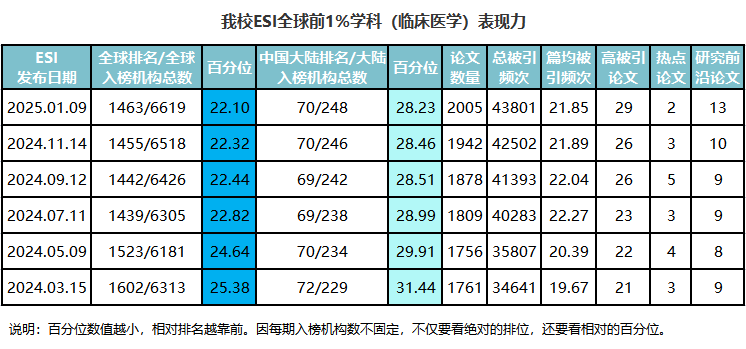 我校ESI全球前1%学科（临床医学）表现力
ESI发布日期 全球排名/全球入榜机构总数 百分位 中国大陆排名/大陆入榜机构总数 百分位 论文数量 总被引频次 篇均被引频次 高被引论文 热点论文 研究前沿论文
2025.01.09 1463/6619 22.10 70/248 28.23 2005 43801 21.85 29 2 13
2024.11.14 1455/6518 22.32 70/246 28.46 1942 42502 21.89 26 3 10
2024.09.12 1442/6426 22.44 69/242 28.51 1878 41393 22.04 26 5 9
2024.07.11 1439/6305 22.82 69/238 28.99 1809 40283 22.27 23 3 9
2024.05.09 1523/6181 24.64 70/234 29.91 1756 35807 20.39 22 4 8
2024.03.15 1602/6313 25.38 72/229 31.44 1761 34641 19.67 21 3 9
说明：百分位数值越小，相对排名越靠前。因每期入榜机构数不固定，不仅要看绝对的排位，还要看相对的百分位。